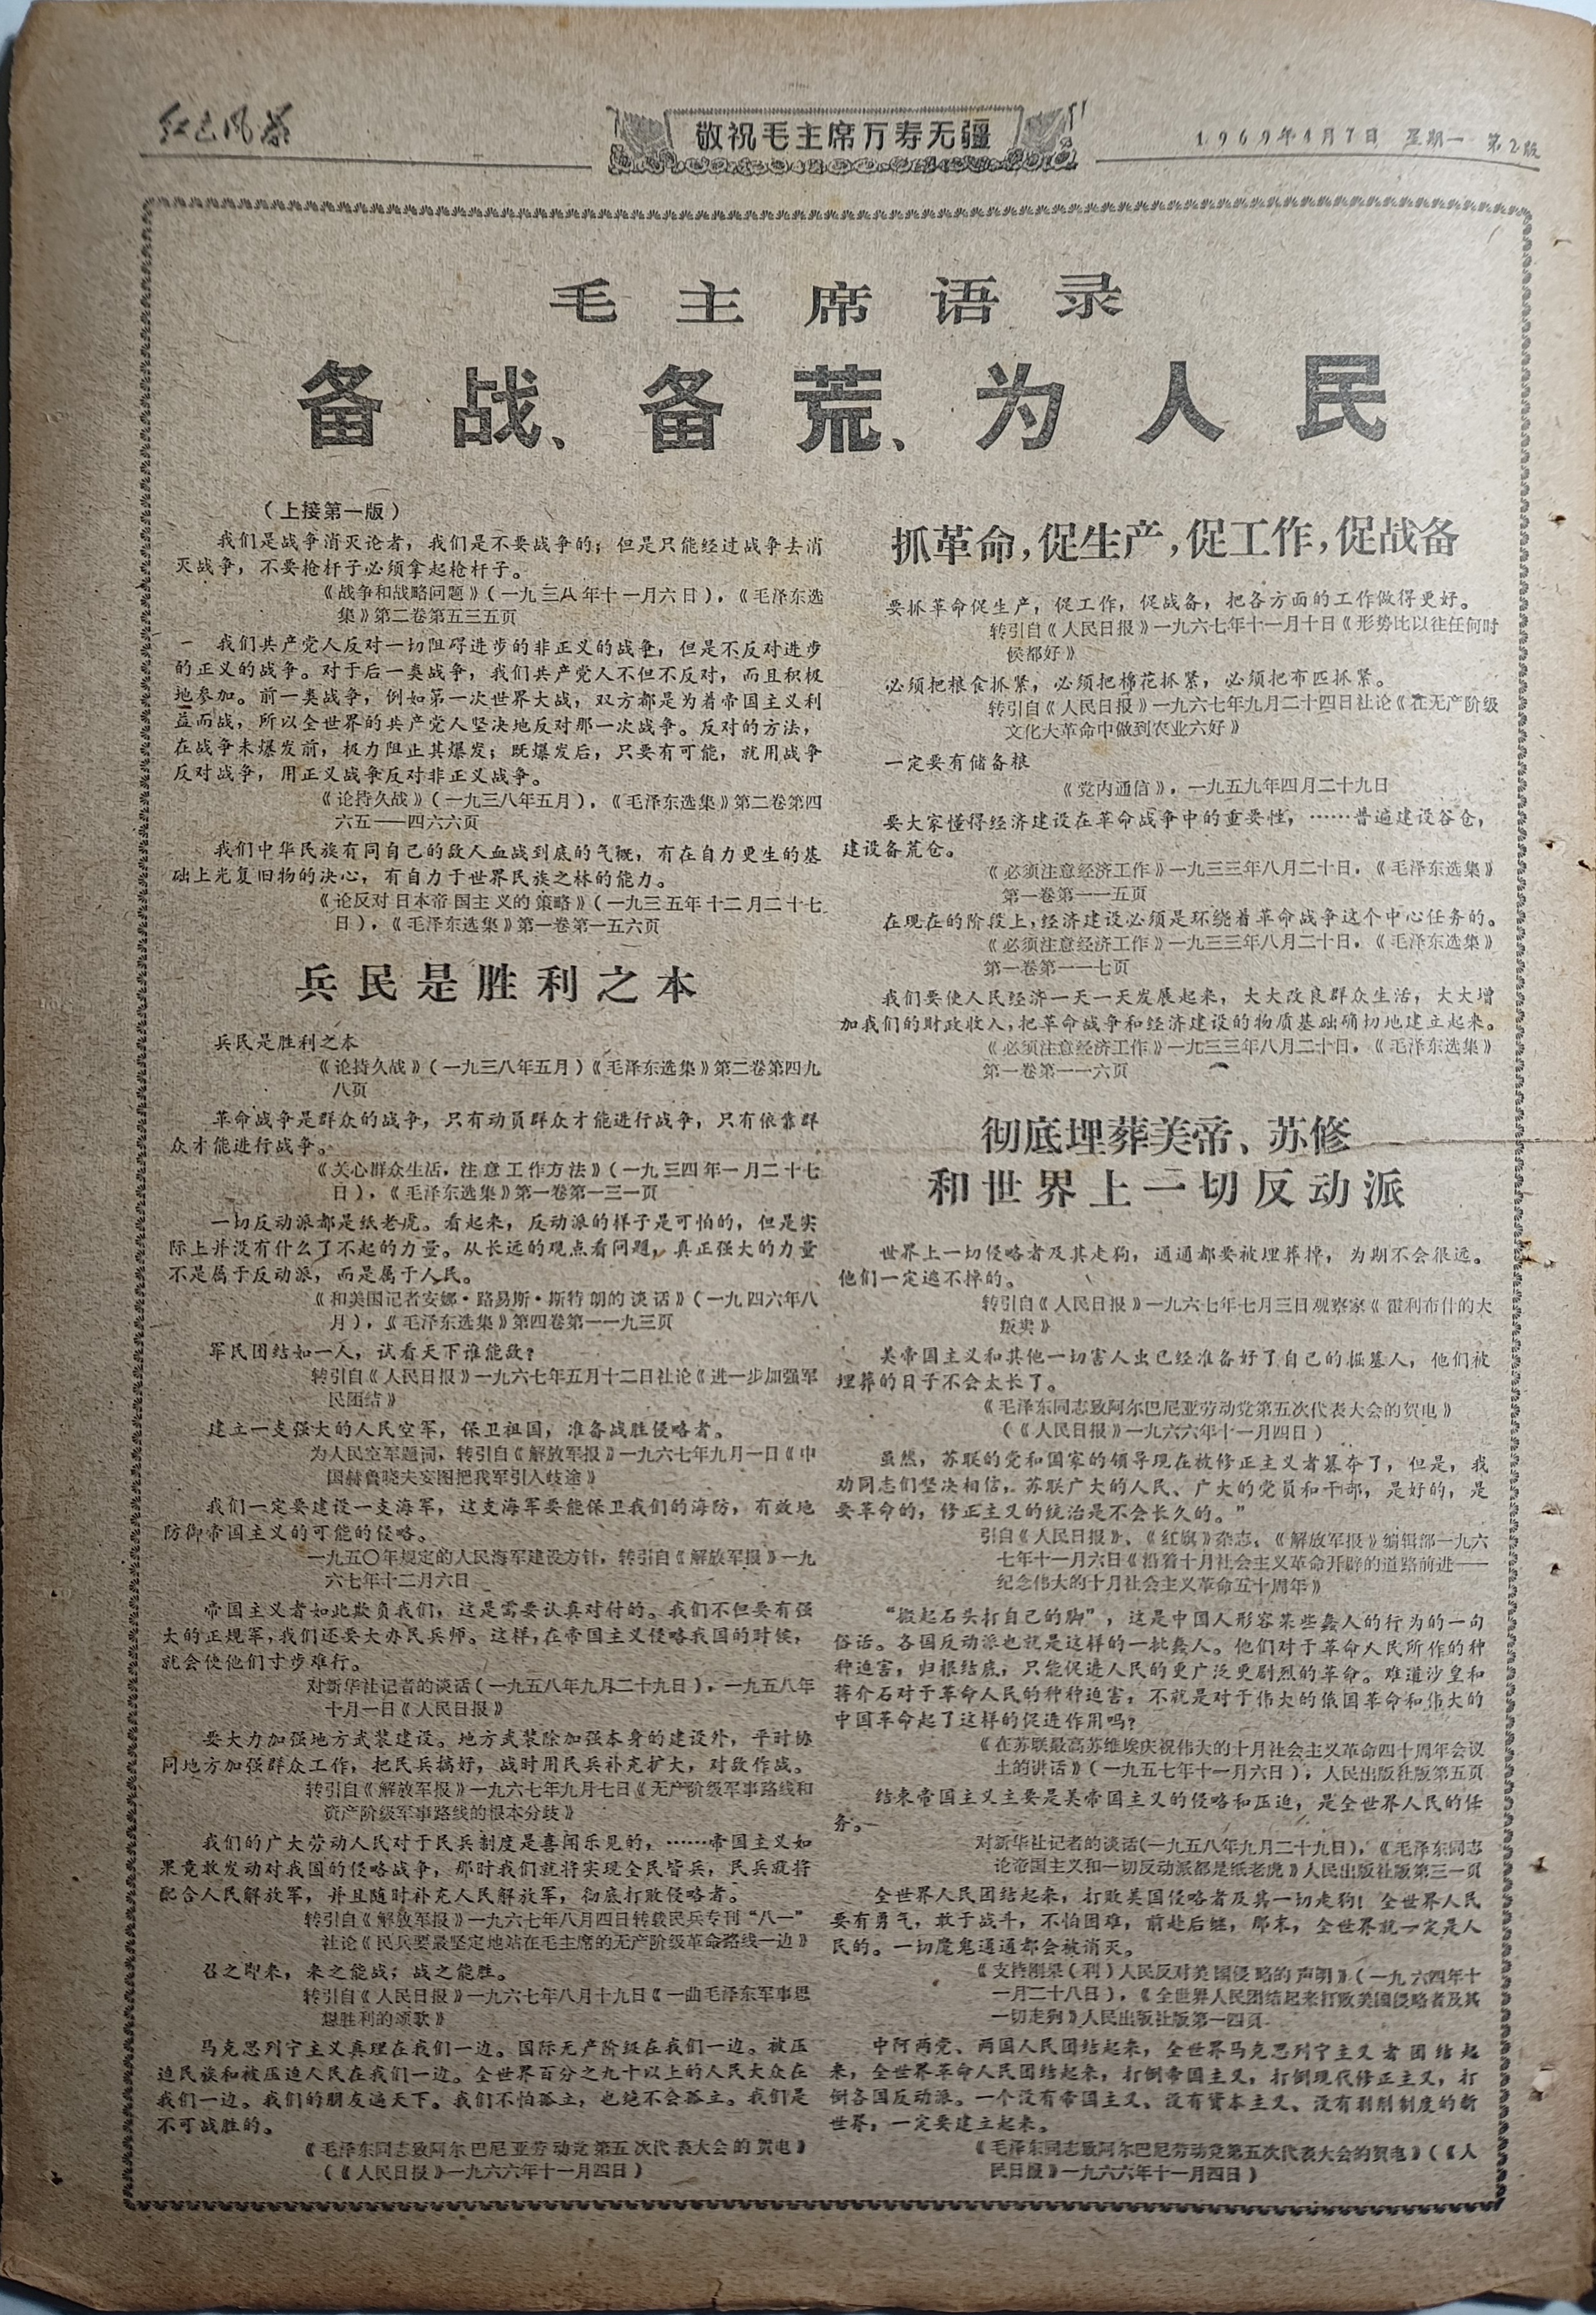 红色风暴
敬祝毛主席万寿无疆
1969年4月7日 星期一 第2版
毛主席语录
备战、备荒、为人民
（上接第一版）
我们是战争消灭论者，我们是不要战争的；但是只能经过战争去消
灭战争，不要枪杆子必须拿起枪杆子。
《战争和战略问题》（一九三八年十一月六日），《毛泽东选
集》第二卷第五三五页
我们共产党人反对一切阻碍进步的非正义的战争，但是不反对进步
的正义的战争。对于后一类战争，我们共产党人不但不反对，而且积极
地参加。前一类战争，例如第一次世界大战，双方都是为着帝国主义利
益而战，所以全世界的共产党人坚决地反对那一次战争。反对的方法，
在战争未爆发前，极力阻止其爆发；既爆发后，只要有可能，就用战争
反对战争，用正义战争反对非正义战争。
《论持久战》（一九三八年五月），《毛泽东选集》第二卷第四
六五——四六六页
我们中华民族有同自己的敌人血战到底的气概，有在自力更生的基
础上光复旧物的决心，有自力于世界民族之林的能力。
《论反对日本帝国主义的策略》（一九三五年十二月二十七
日），《毛泽东选集》第一卷第一五六页
兵民是胜利之本
兵民是胜利之本
《论持久战》（一九三八年五月）《毛泽东选集》第二卷第四九
八页
革命战争是群众的战争，只有动员群众才能进行战争，只有依靠群
众才能进行战争。
《关心群众生活，注意工作方法》（一九三四年一月二十七
日），《毛泽东选集》第一卷第一三一页
一切反动派都是纸老虎。看起来，反动派的样子是可怕的，但是实
际上并没有什么了不起的力量。从长远的观点看问题，真正强大的力量
不是属于反动派，而是属于人民。
《和美国记者安娜·路易斯·斯特朗的谈话》（一九四六年八
月），《毛泽东选集》第四卷第一一九三页
军民团结如一人，试看天下谁能敌？
转引自《人民日报》一九六七年五月十二日社论《进一步加强军
民团结》
建立一支强大的人民空军，保卫祖国，准备战胜侵略者。
为人民空军题词，转引自《解放军报》一九六七年九月一日《中
国赫鲁晓夫妄图把我军引入歧途》
我们一定要建设一支海军，这支海军要能保卫我们的海防，有效地
防御帝国主义的可能的侵略。
一九五〇年规定的人民海军建设方针，转引自《解放军报》一九
六七年十二月六日
帝国主义者如此欺负我们，这是需要认真对付的。我们不但要有强
大的正规军，我们还要大办民兵师。这样，在帝国主义侵略我国的时候，
就会使他们寸步难行。
对新华社记者的谈话（一九五八年九月二十九日），一九五八年
十月一日《人民日报》
要大力加强地方武装建设。地方武装除加强本身的建设外，平时协
同地方加强群众工作，把民兵搞好，战时用民兵补充扩大，对敌作战。
转引自《解放军报》一九六七年九月七日《无产阶级军事路线和
资产阶级军事路线的根本分歧》
我们的广大劳动人民对于民兵制度是喜闻乐见的，……帝国主义如
果竟敢发动对我国的侵略战争，那时我们就将实现全民皆兵，民兵就将
配合人民解放军，并且随时补充人民解放军，彻底打败侵略者。
转引自《解放军报》一九六七年八月四日转载民兵专刊“八一”
社论《民兵要最坚定地站在毛主席的无产阶级革命路线一边》
召之即来，来之能战；战之能胜。
转引自《人民日报》一九六七年八月十九日《一曲毛泽东军事思
想胜利的颂歌》
马克思列宁主义真理在我们一边。国际无产阶级在我们一边。被压
迫民族和被压迫人民在我们一边。全世界百分之九十以上的人民大众在
我们一边。我们的朋友遍天下。我们不怕孤立，也绝不会孤立。我们是
不可战胜的。
《毛泽东同志致阿尔巴尼亚劳动党第五次代表大会的贺电》
（《人民日报》一九六六年十一月四日）
抓革命，促生产，促工作，促战备
要抓革命促生产，促工作，促战备，把各方面的工作做得更好。
转引自《人民日报》一九六七年十一月十日《形势比以往任何时
候都好》
必须把粮食抓紧，必须把棉花抓紧，必须把布匹抓紧。
转引自《人民日报》一九六七年九月二十四日社论《在无产阶级
文化大革命中做到农业六好》
一定要有储备粮
《党内通信》，一九五九年四月二十九日
要大家懂得经济建设在革命战争中的重要性，……普遍建设谷仓，
建设备荒仓。
《必须注意经济工作》一九三三年八月二十日，《毛泽东选集》
第一卷第一一五页
在现在的阶段上，经济建设必须是环绕着革命战争这个中心任务的。
《必须注意经济工作》一九三三年八月二十日，《毛泽东选集》
第一卷第一一七页
我们要使人民经济一天一天发展起来，大大改良群众生活，大大增
加我们的财政收入，把革命战争和经济建设的物质基础确切地建立起来。
《必须注意经济工作》一九三三年八月二十日，《毛泽东选集》
第一卷第一一六页
彻底埋葬美帝、苏修
和世界上一切反动派
世界上一切侵略者及其走狗，通通都要被埋葬掉，为期不会很远。
他们一定逃不掉的。
转引自《人民日报》一九六七年七月三日观察家《霍利布什的大
叛卖》
美帝国主义和其他一切害人虫已经准备好了自己的掘墓人，他们被
埋葬的日子不会太长了。
《毛泽东同志致阿尔巴尼亚劳动党第五次代表大会的贺电》
（《人民日报》一九六六年十一月四日）
虽然，苏联的党和国家的领导现在被修正主义者篡夺了，但是，我
劝同志们坚决相信，苏联广大的人民、广大的党员和干部，是好的，是
要革命的，修正主义的统治是不会长久的。”
引自《人民日报》、《红旗》杂志，《解放军报》编辑部一九六
七年十一月六日《沿着十月社会主义革命开辟的道路前进——
纪念伟大的十月社会主义革命五十周年》
“搬起石头打自己的脚”，这是中国人形容某些蠢人的行为的一句
俗话。各国反动派也就是这样的一批蠢人。他们对于革命人民所作的种
种迫害，归根结底，只能促进人民的更广泛更剧烈的革命。难道沙皇和
蒋介石对于革命人民的种种迫害，不就是对于伟大的俄国革命和伟大的
中国革命起了这样的促进作用吗？
《在苏联最高苏维埃庆祝伟大的十月社会主义革命四十周年会议
上的讲话》（一九五七年十一月六日），人民出版社版第五页
结束帝国主义主要是美帝国主义的侵略和压迫，是全世界人民的任
务。
对新华社记者的谈话（一九五八年九月二十九日），《毛泽东同志
论帝国主义和一切反动派都是纸老虎》人民出版社版第三一页
全世界人民团结起来，打败美国侵略者及其一切走狗！全世界人民
要有勇气，敢于战斗，不怕困难，前赴后继，那末，全世界就一定是人
民的。一切魔鬼通通都会被消灭。
《支持刚果（利）人民反对美国侵略的声明》（一九六四年十
一月二十八日），《全世界人民团结起来打败美国侵略者及其
一切走狗》人民出版社版第一四页
中阿两党、两国人民团结起来，全世界马克思列宁主义者团结起
来，全世界革命人民团结起来，打倒帝国主义，打倒现代修正主义，打
倒各国反动派。一个没有帝国主义、没有资本主义、没有剥削制度的新
世界，一定要建立起来。
《毛泽东同志致阿尔巴尼劳动党第五次代表大会的贺电》（《人
民日报》一九六六年十一月四日）